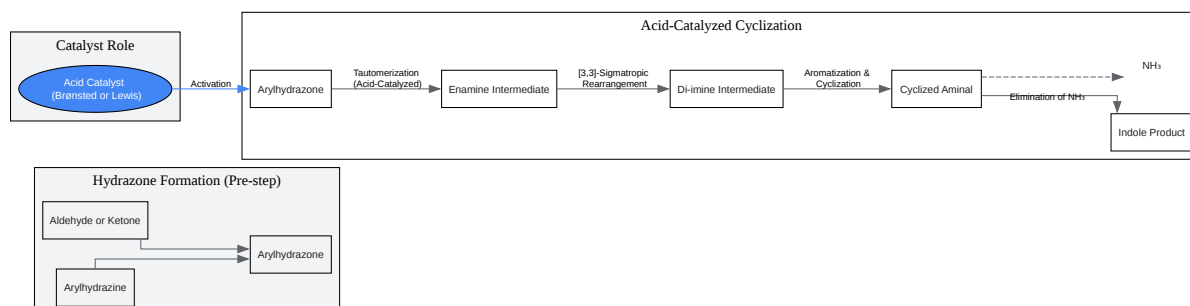 Acid-Catalyzed Cyclization
Catalyst Role
Acid Catalyst
(Brønsted or Lewis)
Activation
Arylhydrazone
Tautomerization
(Acid-Catalyzed)
Enamine Intermediate
[3,3]-Sigmatropic
Rearrangement
Di-imine Intermediate
Aromatization &
Cyclization
Cyclized Aminal
NH₃
Elimination of NH₃
Indole Product
Hydrazone Formation (Pre-step)
Aldehyde or Ketone
Arylhydrazone
Arylhydrazine